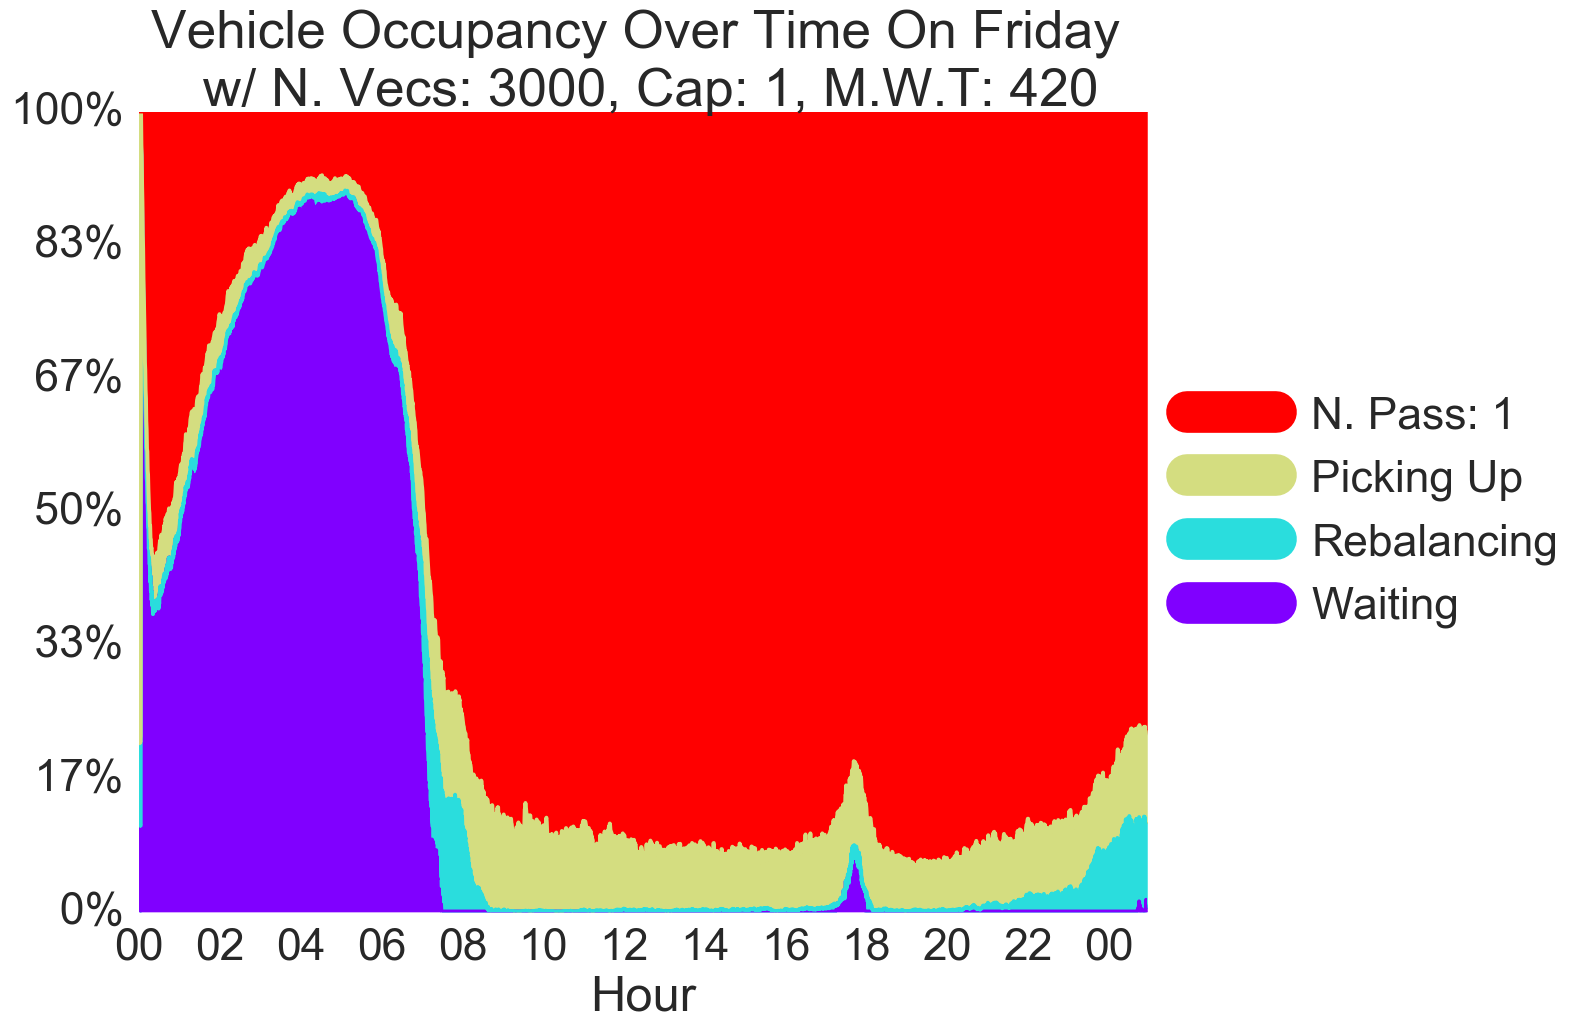 Vehicle Occupancy Over Time On Friday
w/ N. Vecs: 3000, Cap: 1, M.W.T: 420
100%
83%
67%
50%
33%
17%
0%
00 02 04 06 08 10 12 14 16 18 20 22 00
Hour
N. Pass: 1
Picking Up
Rebalancing
Waiting